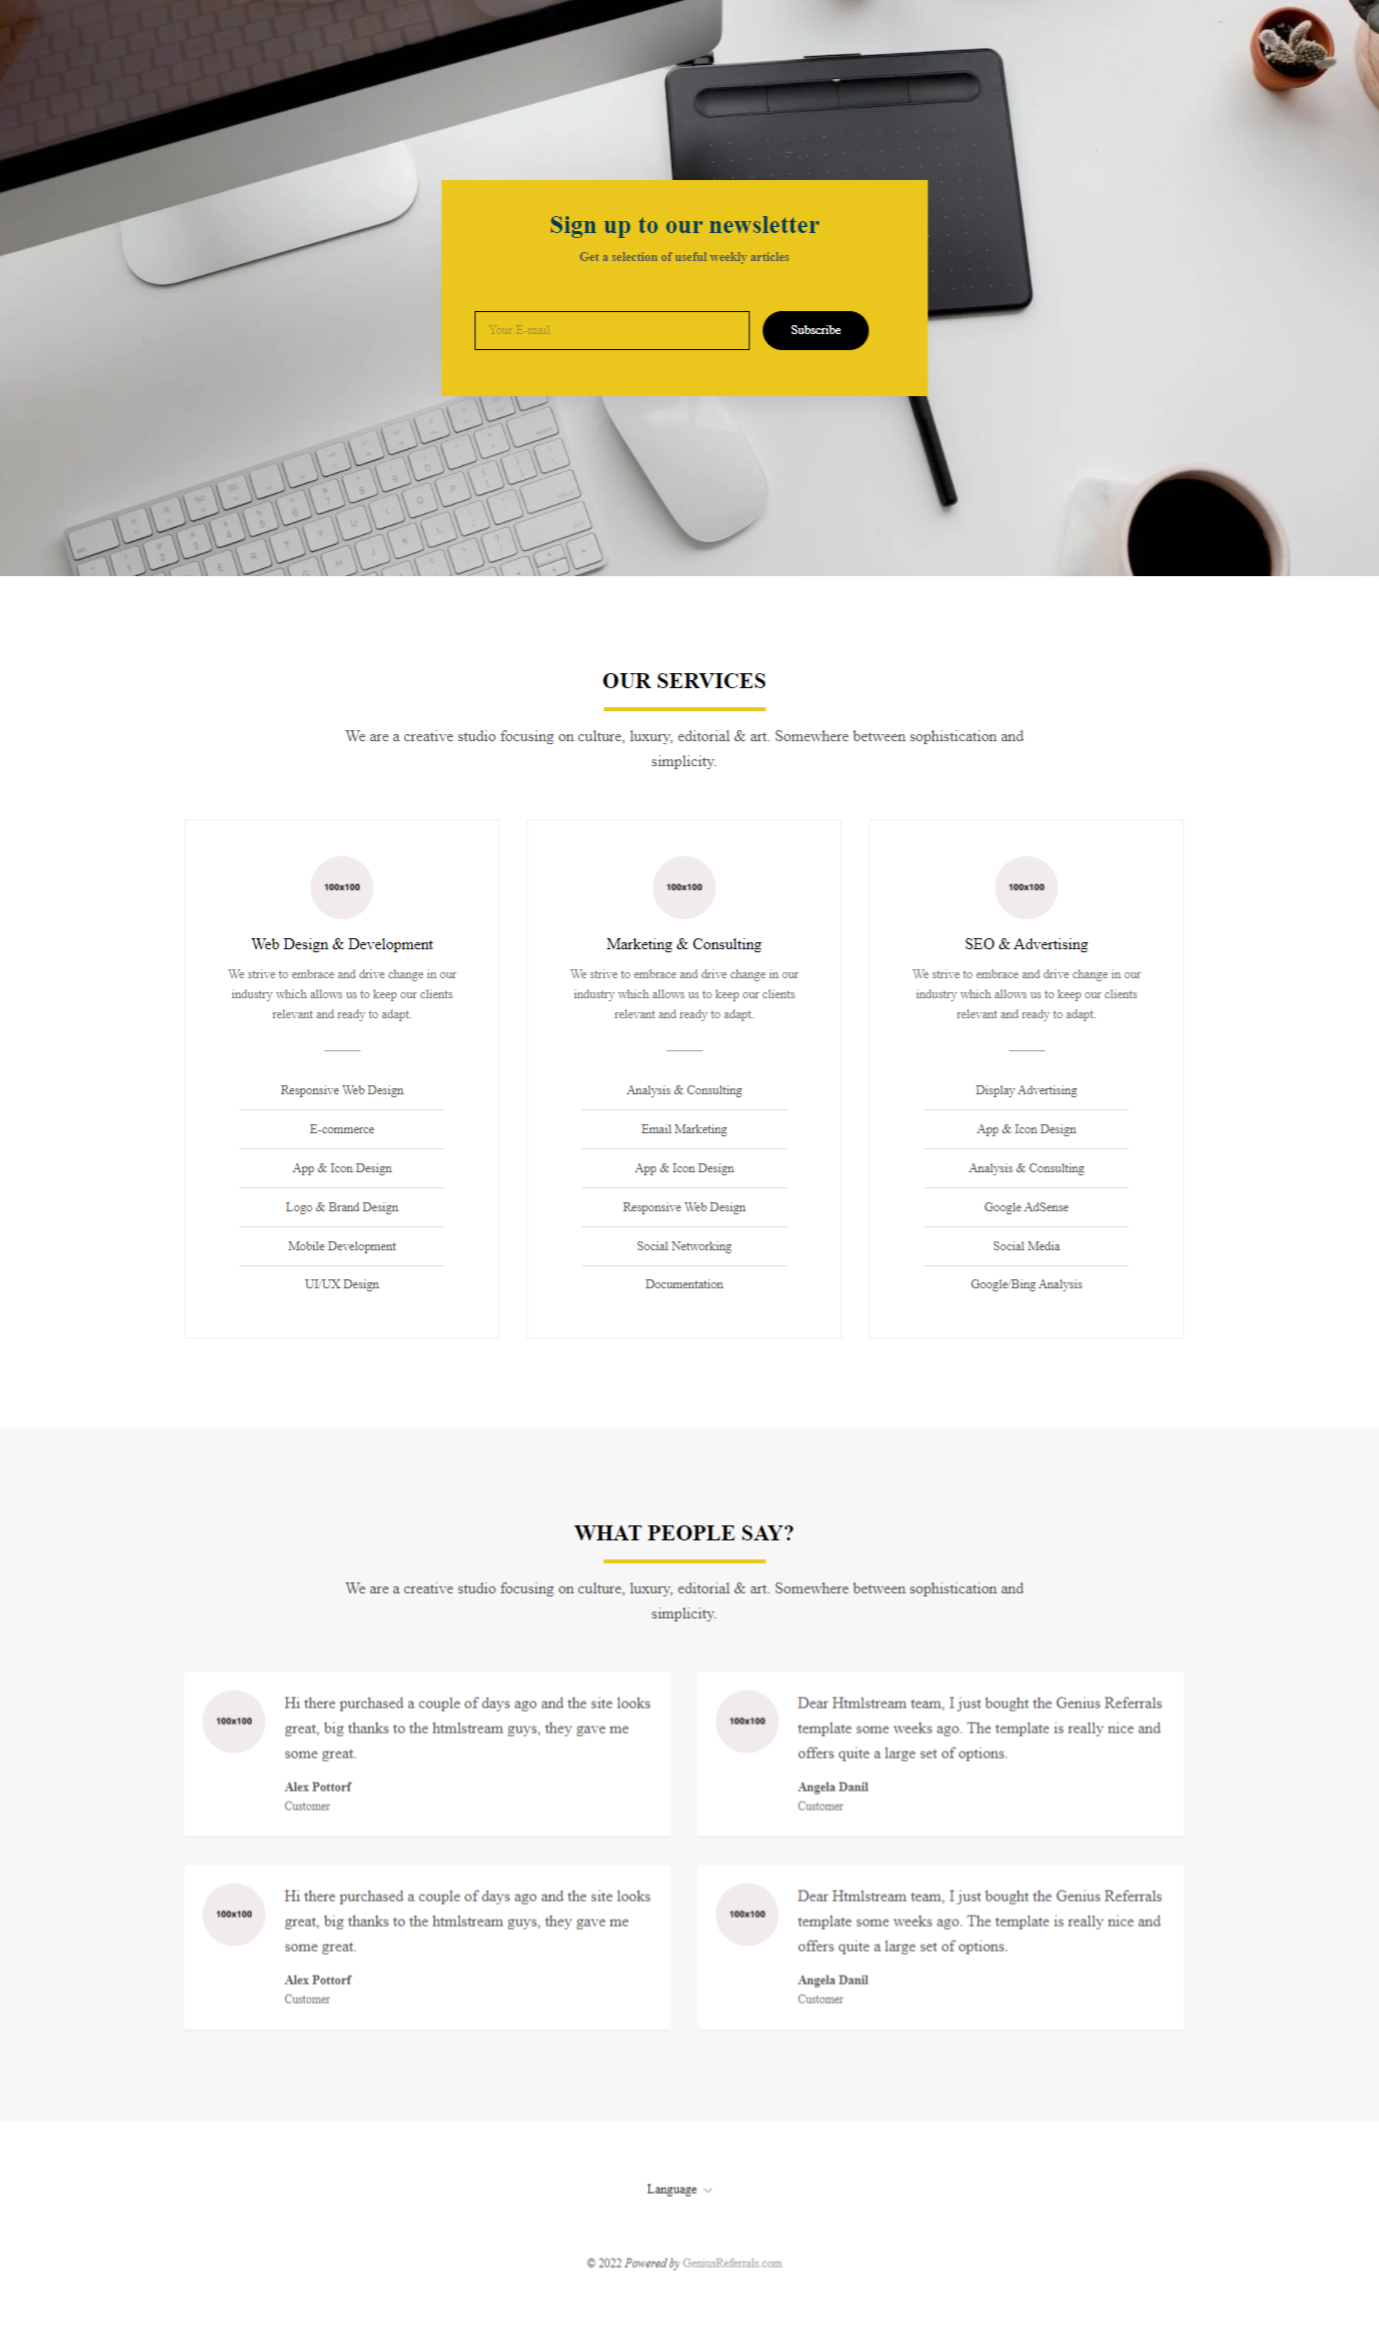 Sign up to our newsletter
Get a selection of useful weekly articles
Your E-mail
Subscribe
OUR SERVICES
We are a creative studio focusing on culture, luxury, editorial & art. Somewhere between sophistication and
simplicity.
100x100
Web Design & Development
We strive to embrace and drive change in our
industry which allows us to keep our clients
relevant and ready to adapt.
Responsive Web Design
E-commerce
App & Icon Design
Logo & Brand Design
Mobile Development
UI/UX Design
100x100
Marketing & Consulting
We strive to embrace and drive change in our
industry which allows us to keep our clients
relevant and ready to adapt.
Analysis & Consulting
Email Marketing
App & Icon Design
Responsive Web Design
Social Networking
Documentation
100x100
SEO & Advertising
We strive to embrace and drive change in our
industry which allows us to keep our clients
relevant and ready to adapt.
Display Advertising
App & Icon Design
Analysis & Consulting
Google AdSense
Social Media
Google/Bing Analysis
WHAT PEOPLE SAY?
We are a creative studio focusing on culture, luxury, editorial & art. Somewhere between sophistication and
simplicity.
100x100
Hi there purchased a couple of days ago and the site looks
great, big thanks to the htmlstream guys, they gave me
some great.
Alex Pottorf
Customer
100x100
Dear Htmlstream team, I just bought the Genius Referrals
template some weeks ago. The template is really nice and
offers quite a large set of options.
Angela Danil
Customer
100x100
Hi there purchased a couple of days ago and the site looks
great, big thanks to the htmlstream guys, they gave me
some great.
Alex Pottorf
Customer
100x100
Dear Htmlstream team, I just bought the Genius Referrals
template some weeks ago. The template is really nice and
offers quite a large set of options.
Angela Danil
Customer
Language
© 2022 Powered by GeniusReferrals.com